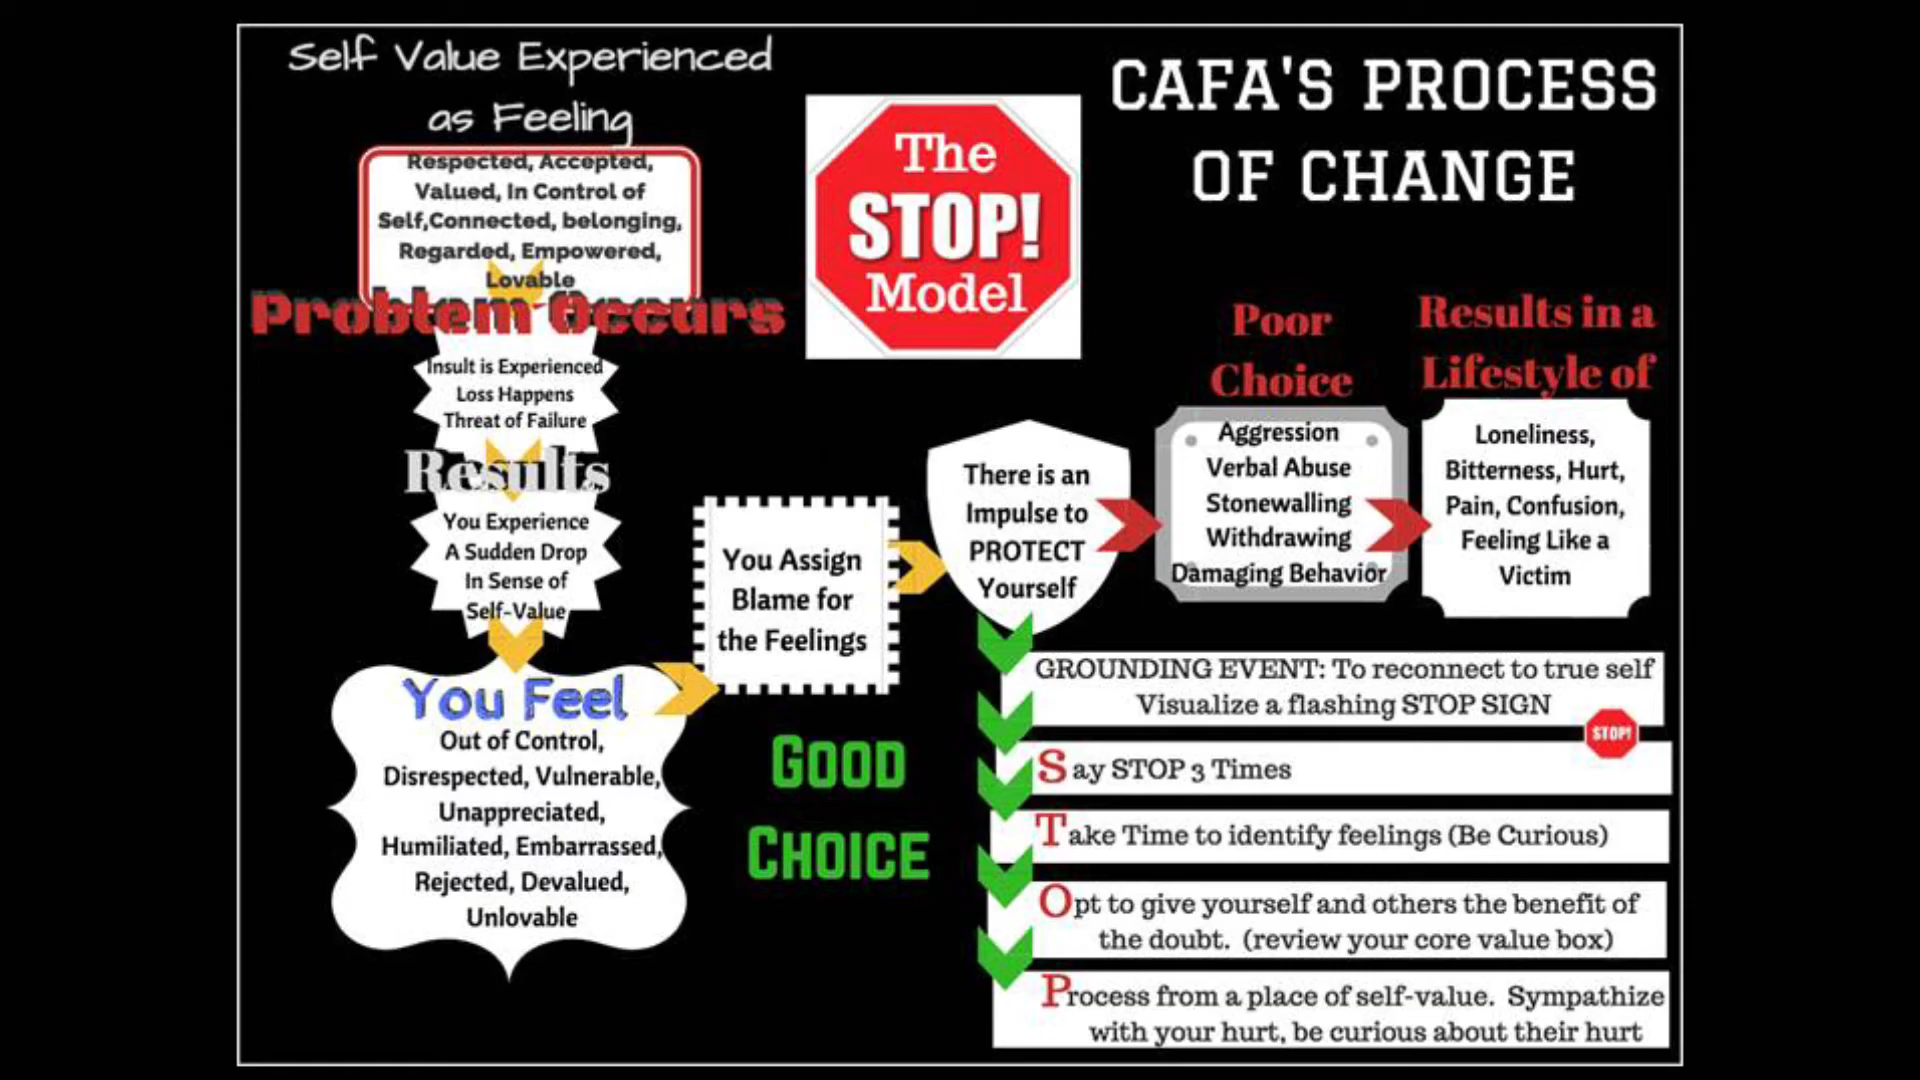 Self Value Experienced
as Feeling
Respected, Accepted,
Valued, In Control of
Self,Connected, belonging,
Regarded, Empowered,
Lovable
Problem Occurs
Insult is Experienced
Loss Happens
Threat of Failure
Results
You Experience
A Sudden Drop
In Sense of
Self-Value
You Feel
Out of Control,
Disrespected, Vulnerable,
Unappreciated,
Humiliated, Embarrassed,
Rejected, Devalued,
Unlovable
The
STOP!
Model
CAFA'S PROCESS
OF CHANGE
You Assign
Blame for
the Feelings
There is an
Impulse to
PROTECT
Yourself
Poor
Choice
Aggression
Verbal Abuse
Stonewalling
Withdrawing
Damaging Behavior
Results in a
Lifestyle of
Loneliness,
Bitterness, Hurt,
Pain, Confusion,
Feeling Like a
Victim
GOOD
CHOICE
GROUNDING EVENT: To reconnect to true self
Visualize a flashing STOP SIGN
STOP!
Say STOP 3 Times
Take Time to identify feelings (Be Curious)
Opt to give yourself and others the benefit of
the doubt. (review your core value box)
Process from a place of self-value. Sympathize
with your hurt, be curious about their hurt